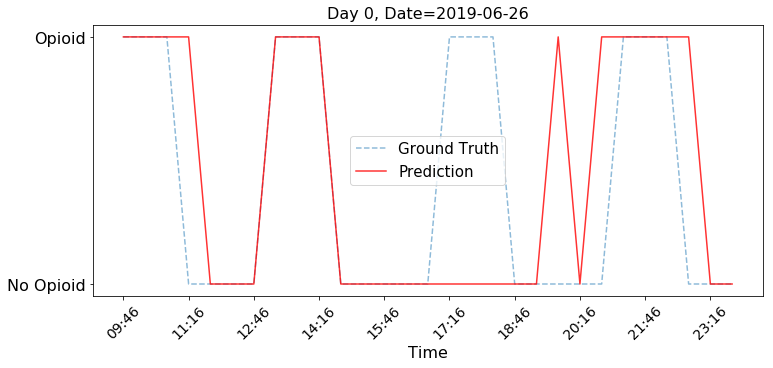 Day 0, Date=2019-06-26
Opioid
Ground Truth
Prediction
No Opioid
09:46
11:16
12:46
14:16
15:46
17:16
18:46
20:16
21:46
23:16
Time